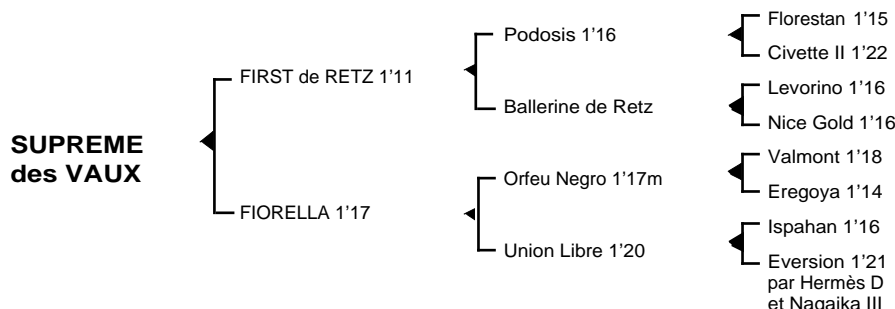 SUPREME
des VAUX
FIRST de RETZ 1’11
FIORELLA 1’17
Podosis 1’16
Ballerine de Retz
Orfeu Negro 1’17m
Union Libre 1’20
Florestan 1’15
Civette II 1’22
Levorino 1’16
Nice Gold 1’16
Valmont 1’18
Eregoya 1’14
Ispahan 1’16
Eversion 1’21
par Hermès D
et Nagaika III